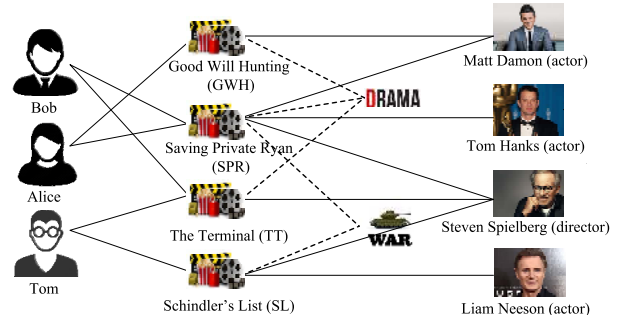 Bob
Alice
Tom
Good Will Hunting
(GWH)
Saving Private Ryan
(SPR)
The Terminal (TT)
Schindler's List (SL)
DRAMA
WAR
Matt Damon (actor)
Tom Hanks (actor)
Steven Spielberg (director)
Liam Neeson (actor)